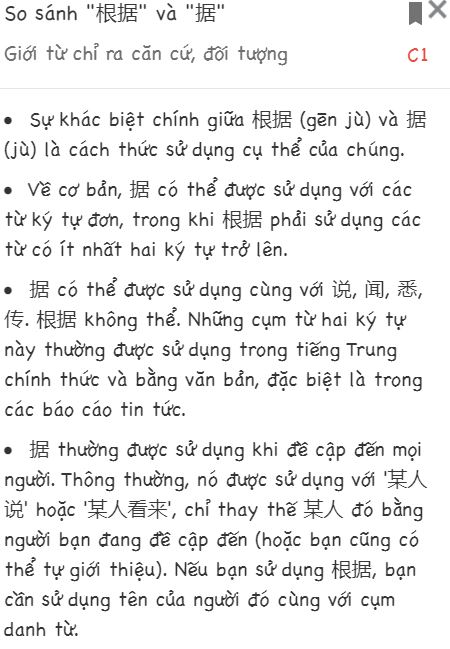 So sánh "根据" và "据"
Giới từ chỉ ra căn cứ, đối tượng C1
• Sự khác biệt chính giữa 根据 (gēn jù) và 据
(jù) là cách thức sử dụng cụ thể của chúng.
• Về cơ bản, 据 có thể được sử dụng với các
từ ký tự đơn, trong khi 根据 phải sử dụng các
từ có ít nhất hai ký tự trở lên.
• 据 có thể được sử dụng cùng với 说, 闻, 悉,
传. 根据 không thể. Những cụm từ hai ký tự
này thường được sử dụng trong tiếng Trung
chính thức và bằng văn bản, đặc biệt là trong
các báo cáo tin tức.
• 据 thường được sử dụng khi đề cập đến mọi
người. Thông thường, nó được sử dụng với '某人
说' hoặc '某人看来', chỉ thay thế 某人 đó bằng
người bạn đang đề cập đến (hoặc bạn cũng có
thể tự giới thiệu). Nếu bạn sử dụng 根据, bạn
cần sử dụng tên của người đó cùng với cụm
danh từ.